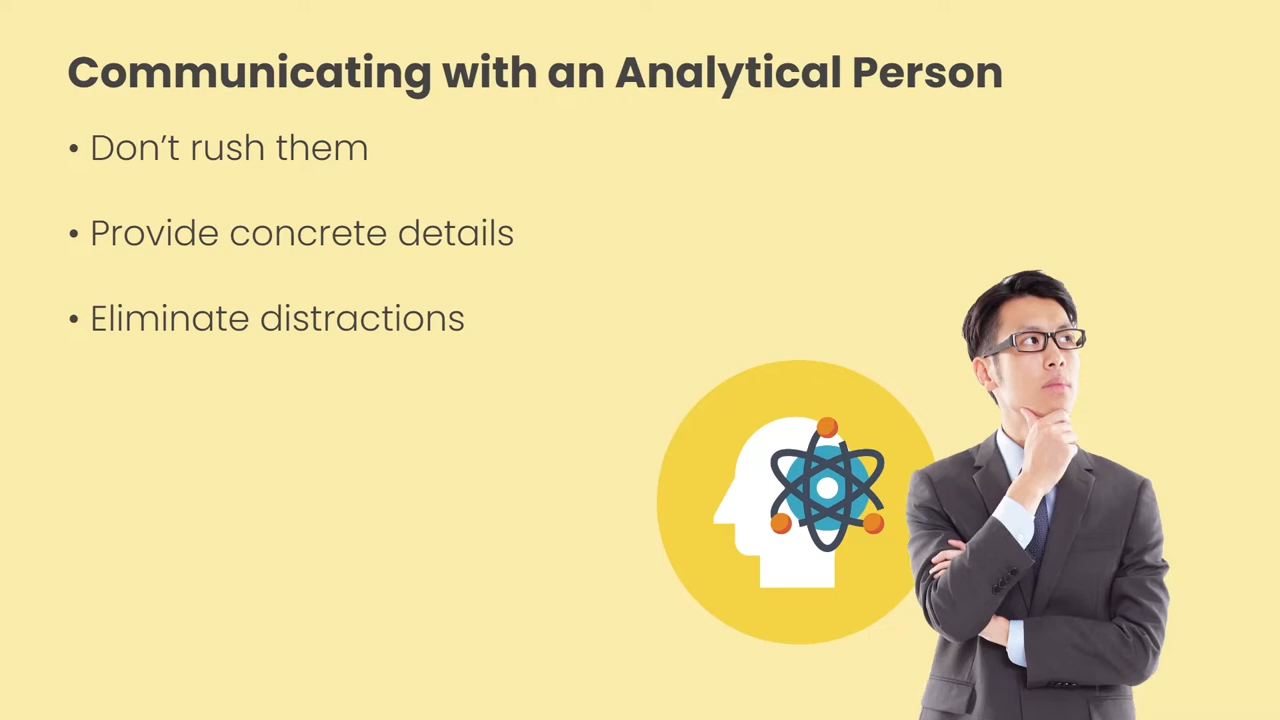 Communicating with an Analytical Person
• Don’t rush them
• Provide concrete details
• Eliminate distractions